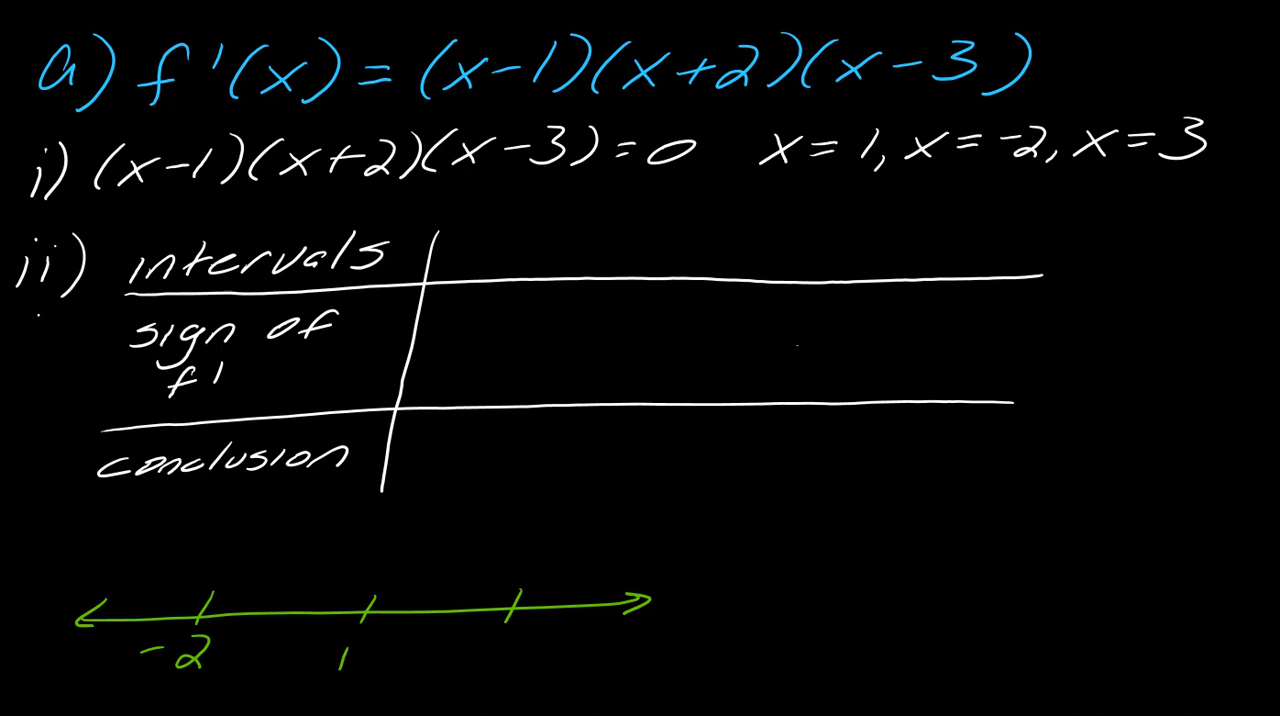 a) f'(x) = (x-1)(x+2)(x-3)
i) (x-1)(x+2)(x-3)=0 x=1, x=-2, x=3
ii) intervals
sign of
f'
conclusion
-2 1